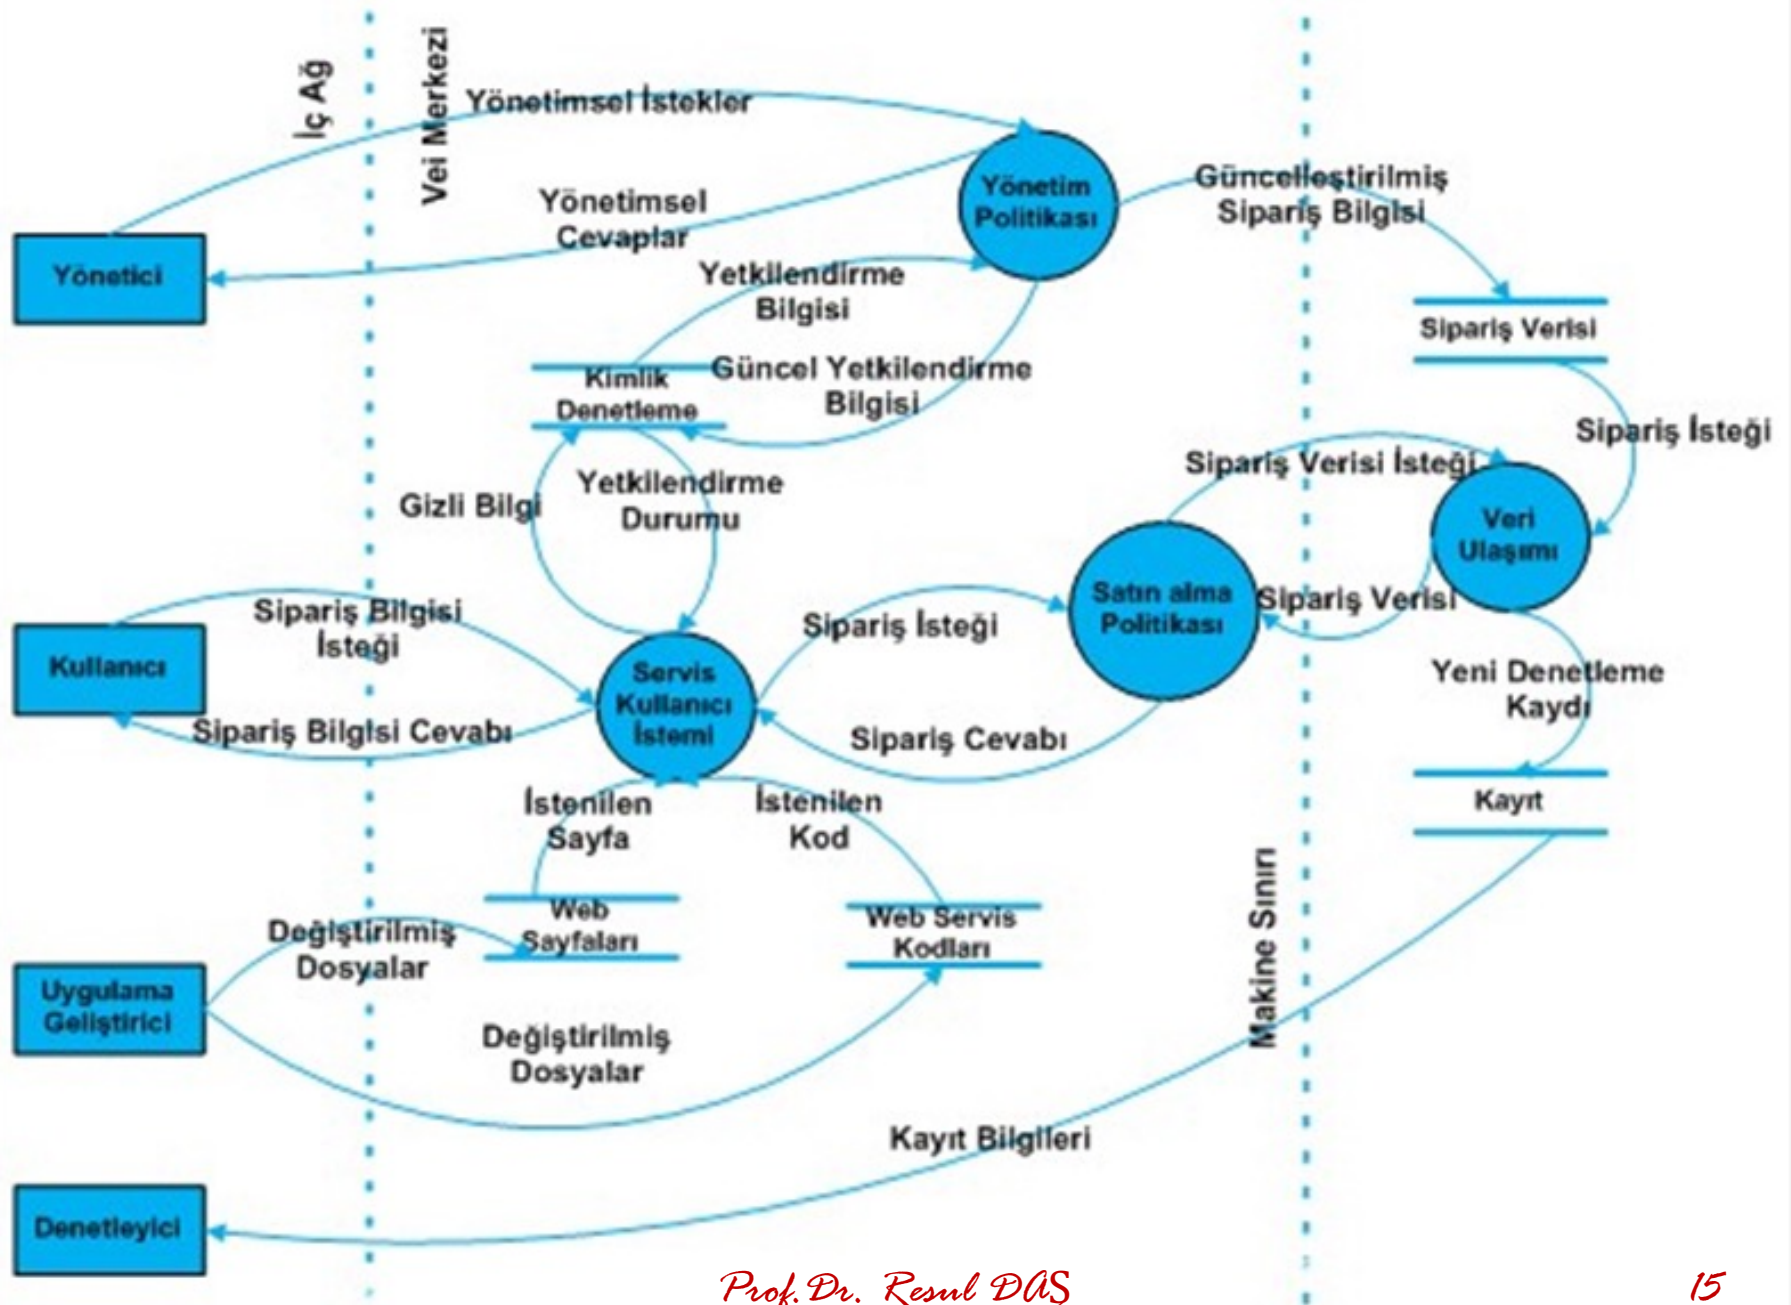 İç Ağ
Vei Merkezi
Yönetimsel İstekler
Yönetim
Politikası
Güncelleştirilmiş
Sipariş Bilgisi
Yönetimsel
Cevaplar
Yönetici
Yetkilendirme
Bilgisi
Sipariş Verisi
Kimlik
Denetleme
Güncel Yetkilendirme
Bilgisi
Sipariş İsteği
Sipariş Verisi İsteği
Gizli Bilgi
Yetkilendirme
Durumu
Veri
Ulaşımı
Satın alma
Politikası
Sipariş Verisi
Sipariş Bilgisi
İsteği
Sipariş İsteği
Kullanıcı
Servis
Kullanıcı
İstemi
Yeni Denetleme
Kaydı
Sipariş Bilgisi Cevabı
Sipariş Cevabı
İstenilen
Sayfa
İstenilen
Kod
Kayıt
Makine Sınırı
Web
Sayfaları
Web Servis
Kodları
Değiştirilmiş
Dosyalar
Uygulama
Geliştirici
Değiştirilmiş
Dosyalar
Kayıt Bilgileri
Denetleyici
Prof.Dr. Resul DAŞ
15